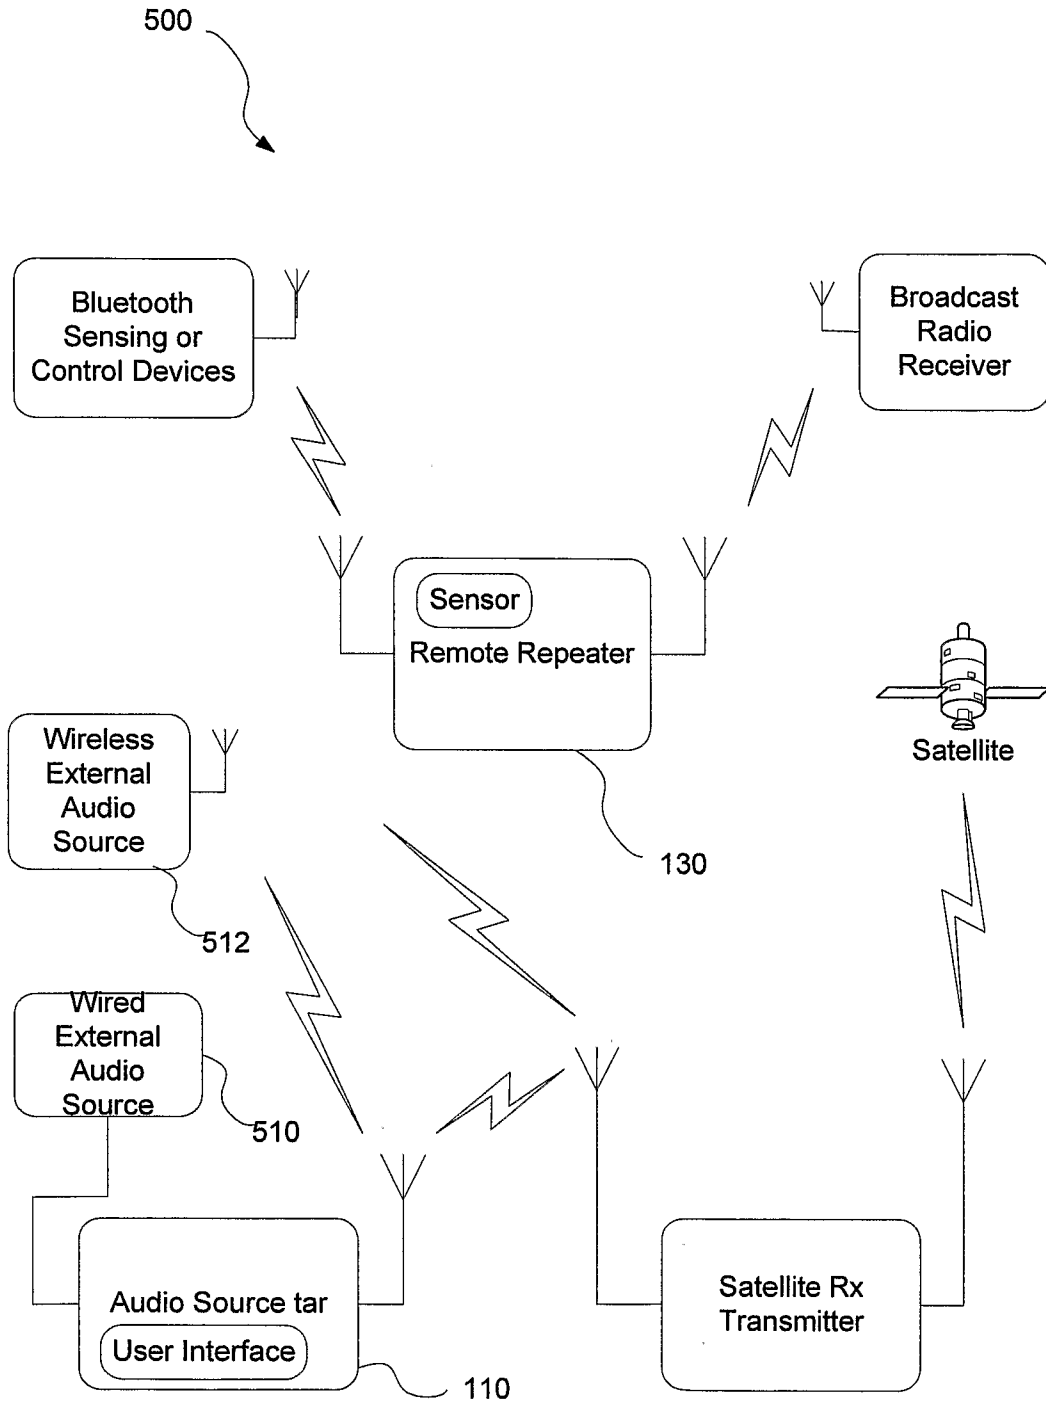 500
Bluetooth
Sensing or
Control Devices
Broadcast
Radio
Receiver
Sensor
Remote Repeater
130
Satellite
Wireless
External
Audio
Source
512
Wired
External
Audio
Source
510
Audio Source tar
User Interface
110
Satellite Rx
Transmitter